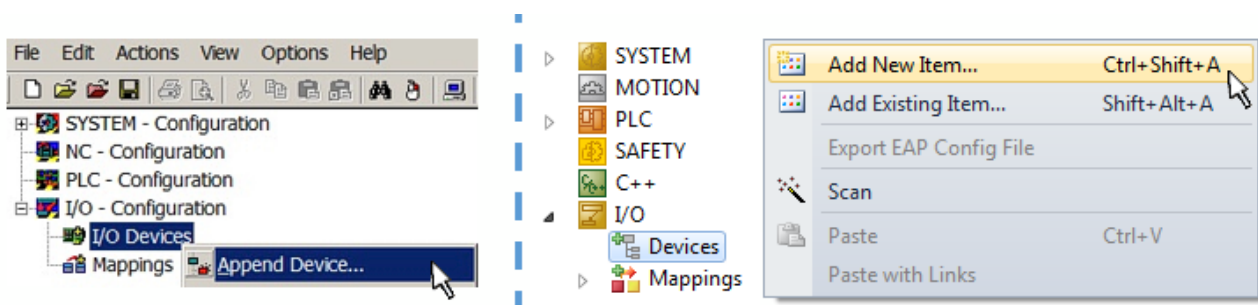 File Edit Actions View Options Help
SYSTEM - Configuration
NC - Configuration
PLC - Configuration
I/O - Configuration
I/O Devices
Mappings
Append Device...
SYSTEM
MOTION
PLC
SAFETY
C++
I/O
Devices
Mappings
Add New Item... Ctrl+Shift+A
Add Existing Item... Shift+Alt+A
Export EAP Config File
Scan
Paste Ctrl+V
Paste with Links